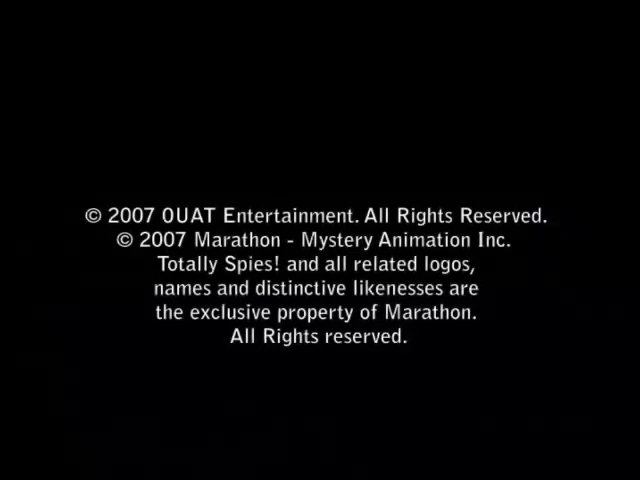 © 2007 OUAT Entertainment. All Rights Reserved.
© 2007 Marathon - Mystery Animation Inc.
Totally Spies! and all related logos,
names and distinctive likenesses are
the exclusive property of Marathon.
All Rights reserved.